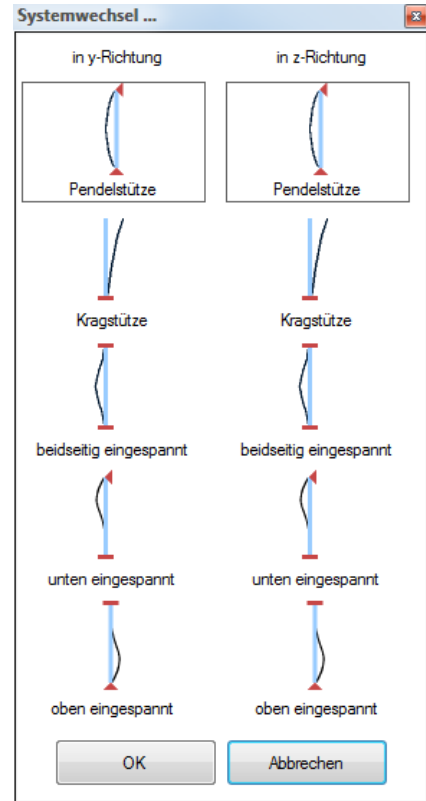 Systemwechsel ...
in y-Richtung in z-Richtung
Pendelstütze Pendelstütze
Kragstütze Kragstütze
beidseitig eingespannt beidseitig eingespannt
unten eingespannt unten eingespannt
oben eingespannt oben eingespannt
OK Abbrechen